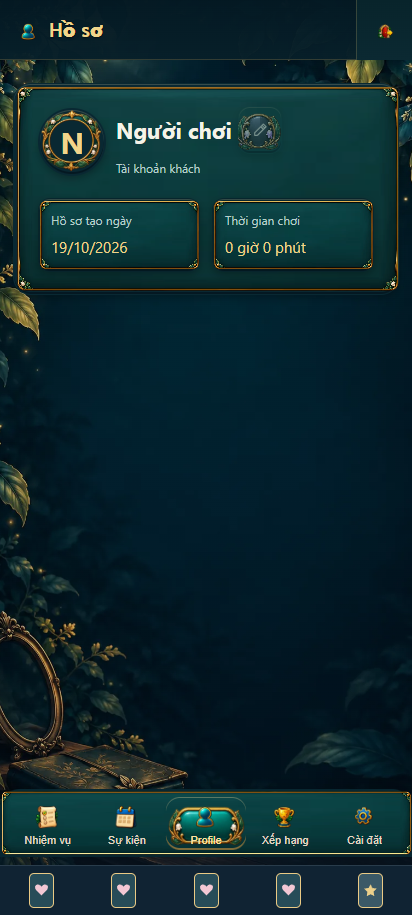 Hồ sơ
N
Người chơi
Tài khoản khách
Hồ sơ tạo ngày
19/10/2026
Thời gian chơi
0 giờ 0 phút
Nhiệm vụ
Sự kiện
Profile
Xếp hạng
Cài đặt